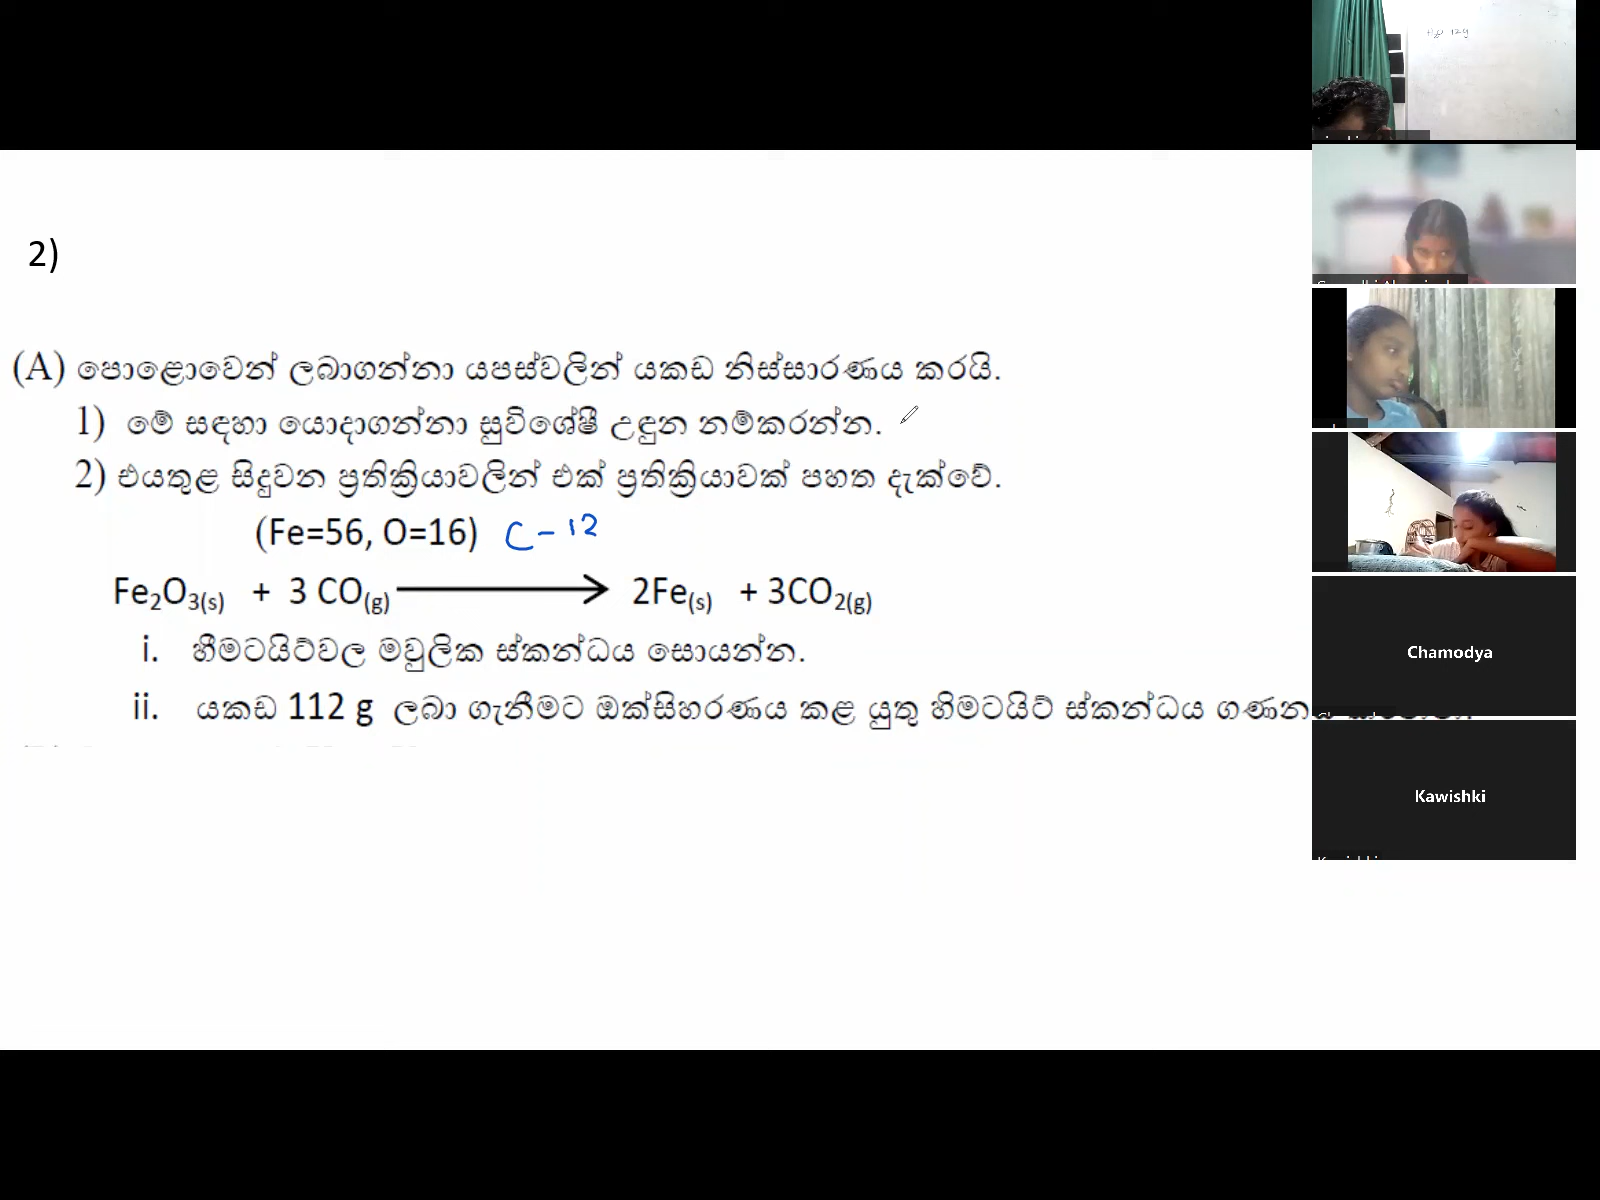 2)
(A) පොළොවෙන් ලබාගන්නා යපස්වලින් යකඩ නිස්සාරණය කරයි.
1) මේ සඳහා යොදාගන්නා සුවිශේෂී උඳුන නම්කරන්න.
2) එයතුළ සිදුවන ප්‍රතික්‍රියාවලින් එක් ප්‍රතික්‍රියාවක් පහත දැක්වේ.
(Fe=56, O=16) C - 12
Fe₂O₃(s) + 3 CO(g) ⟶ 2Fe(s) + 3CO₂(g)
i. හීමටයිට්වල මවුලික ස්කන්ධය සොයන්න.
ii. යකඩ 112 g ලබා ගැනීමට ඔක්සිහරණය කළ යුතු හිමටයිට් ස්කන්ධය
Chamodya
Kawishki